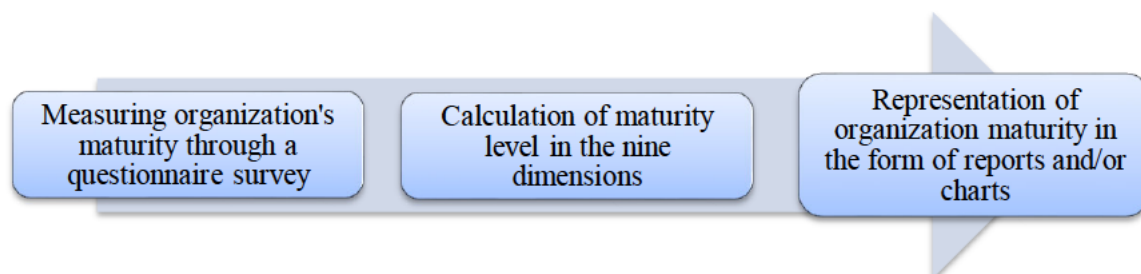 Measuring organization's
maturity through a
questionnaire survey
Calculation of maturity
level in the nine
dimensions
Representation of
organization maturity in
the form of reports and/or
charts